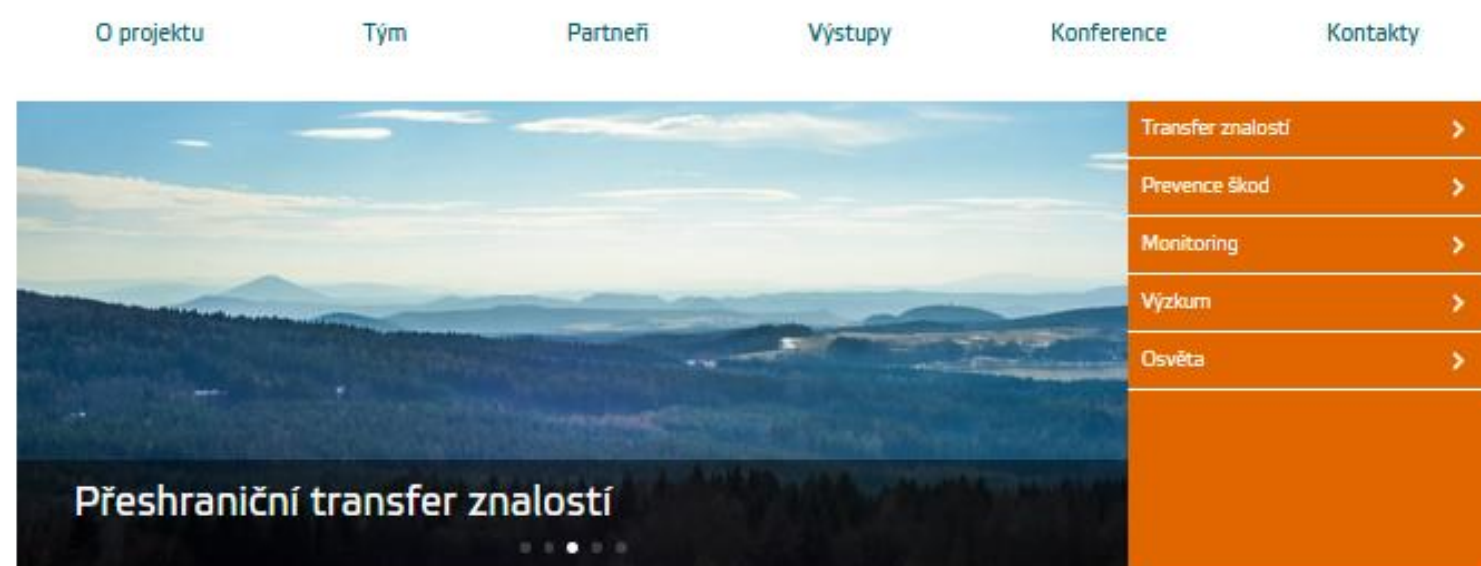 O projektu Tým Partneři Výstupy Konference Kontakty
Transfer znalostí
Prevence škod
Monitoring
Výzkum
Osvěta
Přeshraniční transfer znalostí